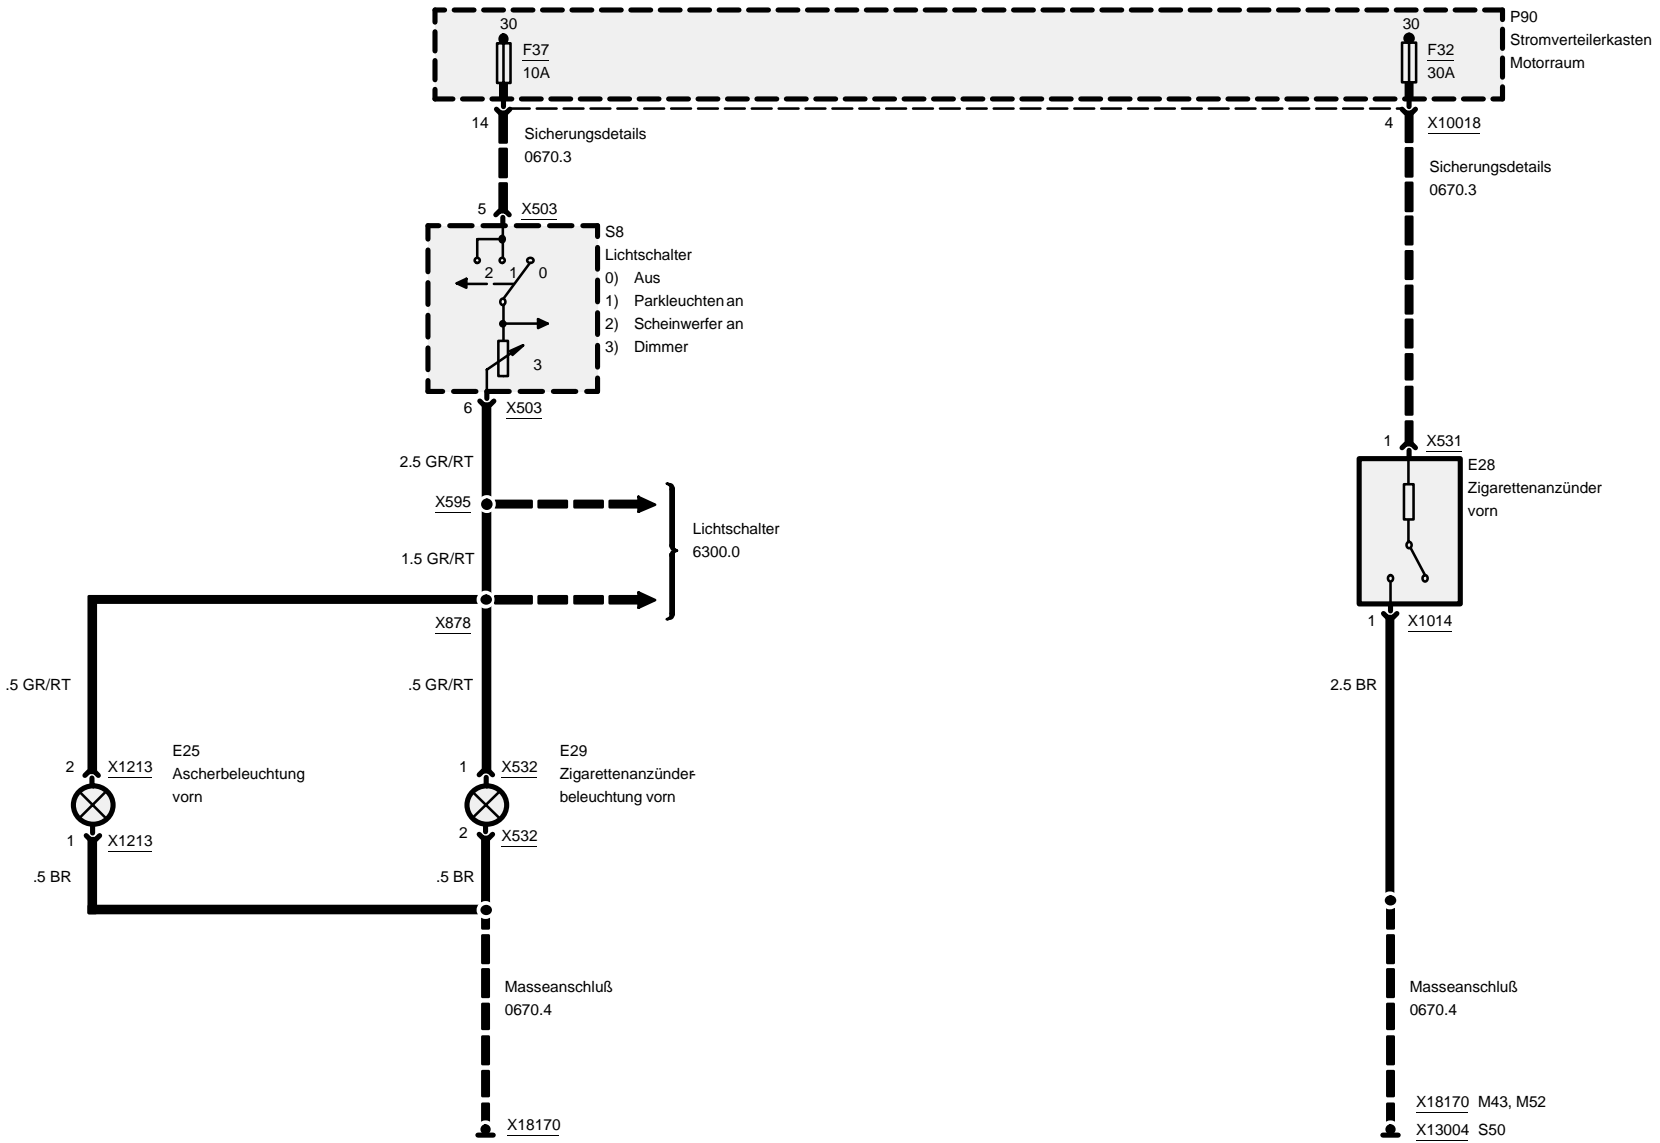 30
F37
10A
30
F32
30A
P90
Stromverteilerkasten
Motorraum
14
Sicherungsdetails
0670.3
4
X10018
Sicherungsdetails
0670.3
5
X503
S8
Lichtschalter
0) Aus
1) Parkleuchten an
2) Scheinwerfer an
3) Dimmer
2
1
0
3
6
X503
2.5 GR/RT
X595
1.5 GR/RT
X878
Lichtschalter
6300.0
1
X531
E28
Zigarettenanzünder
vorn
1
X1014
.5 GR/RT
.5 GR/RT
2.5 BR
2
X1213
E25
Ascherbeleuchtung
vorn
1
X1213
.5 BR
1
X532
E29
Zigarettenanzünder-
beleuchtung vorn
2
X532
.5 BR
Masseanschluß
0670.4
Masseanschluß
0670.4
X18170
X18170 M43, M52
X13004 S50